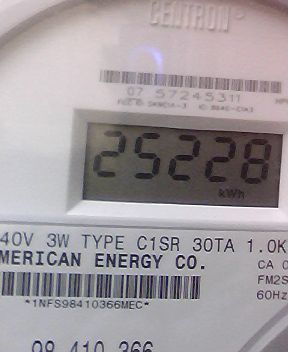 CENTRON
07 57245311
25228
kWh
40V 3W TYPE C1SR 30TA 1.0K
MERICAN ENERGY CO.
CA 0
FM2S
60Hz
*1NFS98410366MEC*
98 410 366